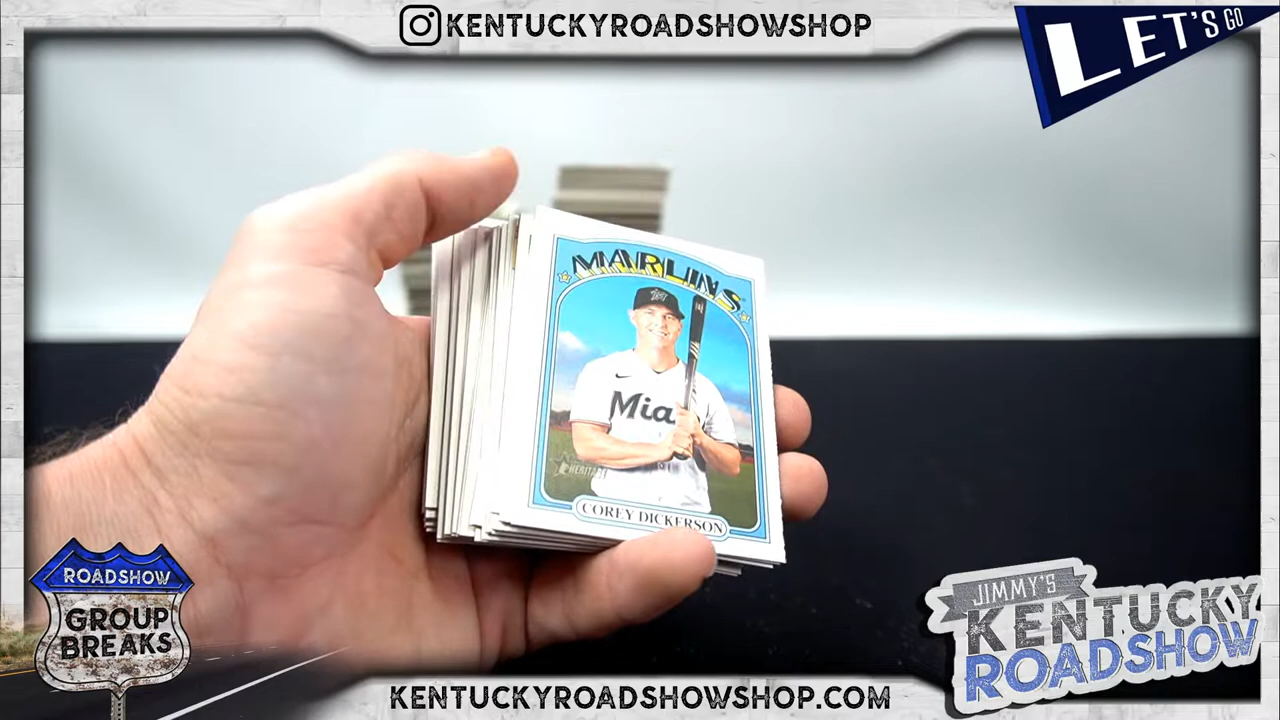 KENTUCKYROADSHOWSHOP
LET'S GO
MARLINS
Mia
HERITAGE
COREY DICKERSON
ROADSHOW
GROUP
BREAKS
JIMMY'S
KENTUCKY
ROADSHOW
KENTUCKYROADSHOWSHOP.COM